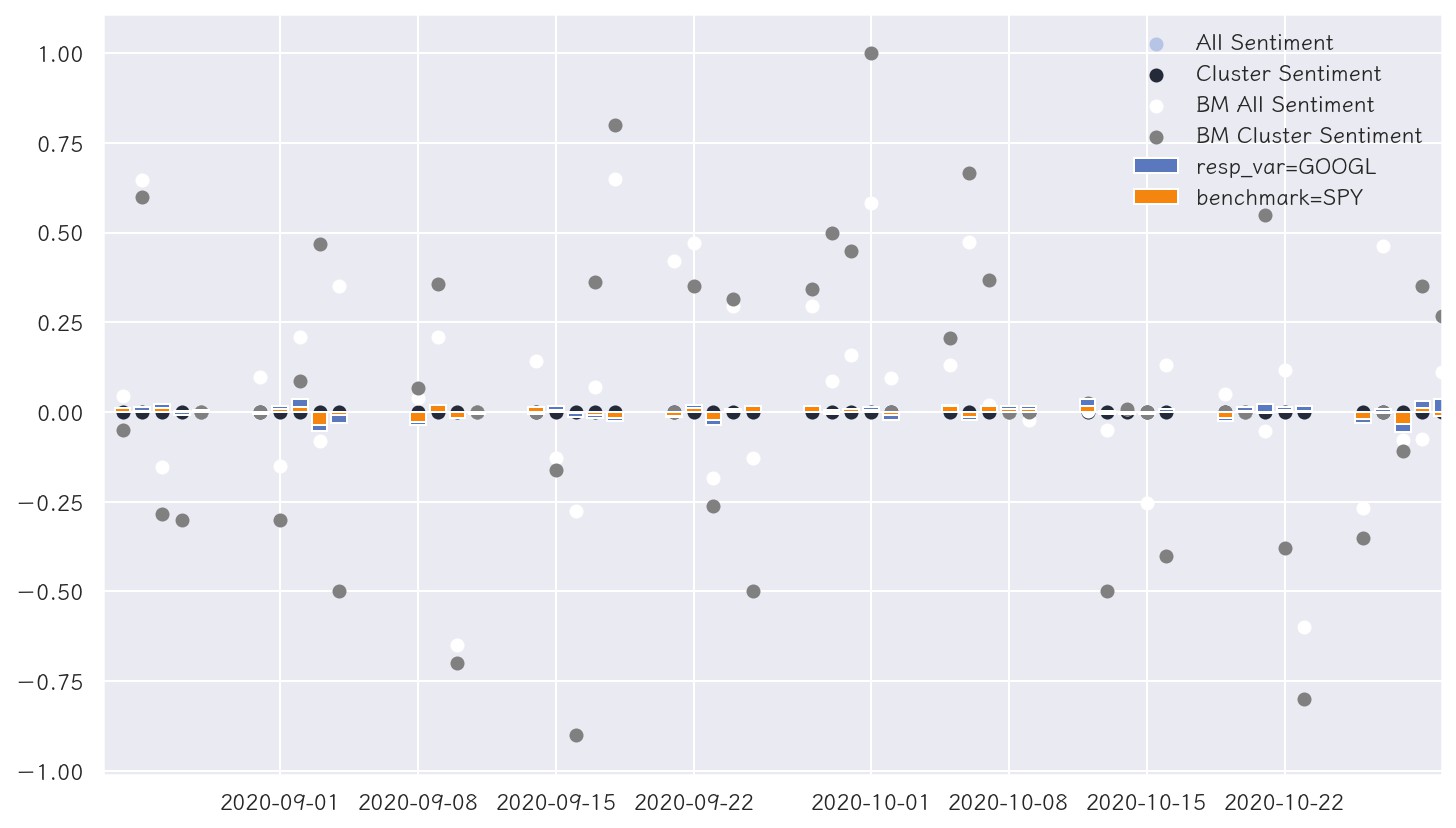 1.00
0.75
0.50
0.25
0.00
−0.25
−0.50
−0.75
−1.00
All Sentiment
Cluster Sentiment
BM All Sentiment
BM Cluster Sentiment
resp_var=GOOGL
benchmark=SPY
2020-09-01 2020-09-08 2020-09-15 2020-09-22 2020-10-01 2020-10-08 2020-10-15 2020-10-22